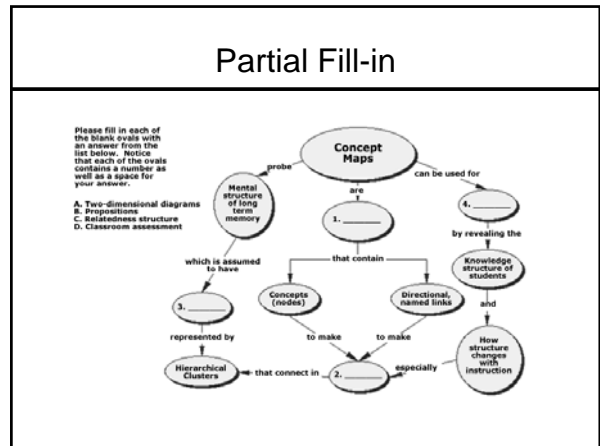 Partial Fill-in
Please fill in each of
the blank ovals with
an answer from the
list below. Notice
that each of the ovals
contains a number as
well as a space for
your answer.
A. Two-dimensional diagrams
B. Propositions
C. Relatedness structure
D. Classroom assessment
Concept
Maps
probe
are
can be used for
Mental
structure
of long
term
memory
1. ______
4. ______
by revealing the
which is assumed
to have
that contain
Knowledge
structure of
students
3. ______
Concepts
(nodes)
Directional,
named links
and
represented by
to make
to make
How
structure
changes
with
instruction
Hierarchical
Clusters
that connect in
2. ______
especially